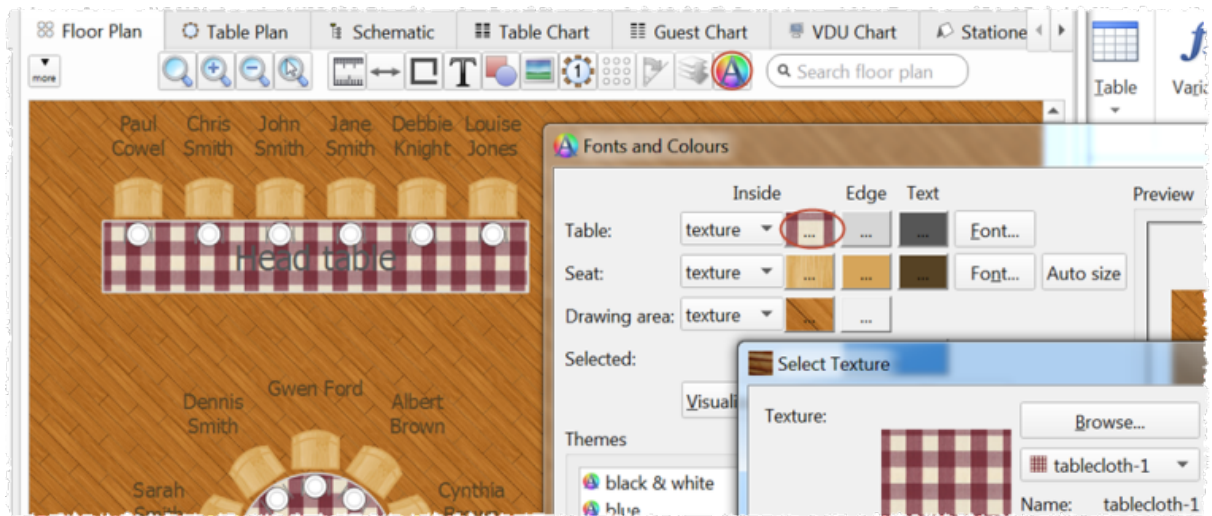 Floor Plan
Table Plan
Schematic
Table Chart
Guest Chart
VDU Chart
Statione
more
T
1
A
Search floor plan
Table
Paul Cowel
Chris Smith
John Smith
Jane Smith
Debbie Knight
Louise Jones
Head table
Gwen Ford
Dennis Smith
Albert Brown
Sarah
Cynthia
Fonts and Colours
Inside Edge Text
Preview
Table: texture ... ... ... Font...
Seat: texture ... ... ... Font... Auto size
Drawing area: texture ... ...
Selected:
Visuali
Themes
black & white
blue
Select Texture
Texture:
Browse...
tablecloth-1
Name: tablecloth-1